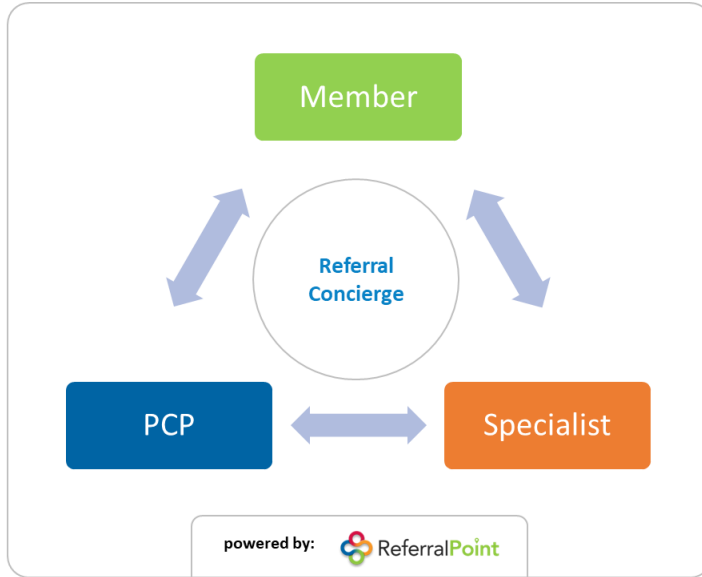 Member
Referral
Concierge
PCP
Specialist
powered by:
ReferralPoint